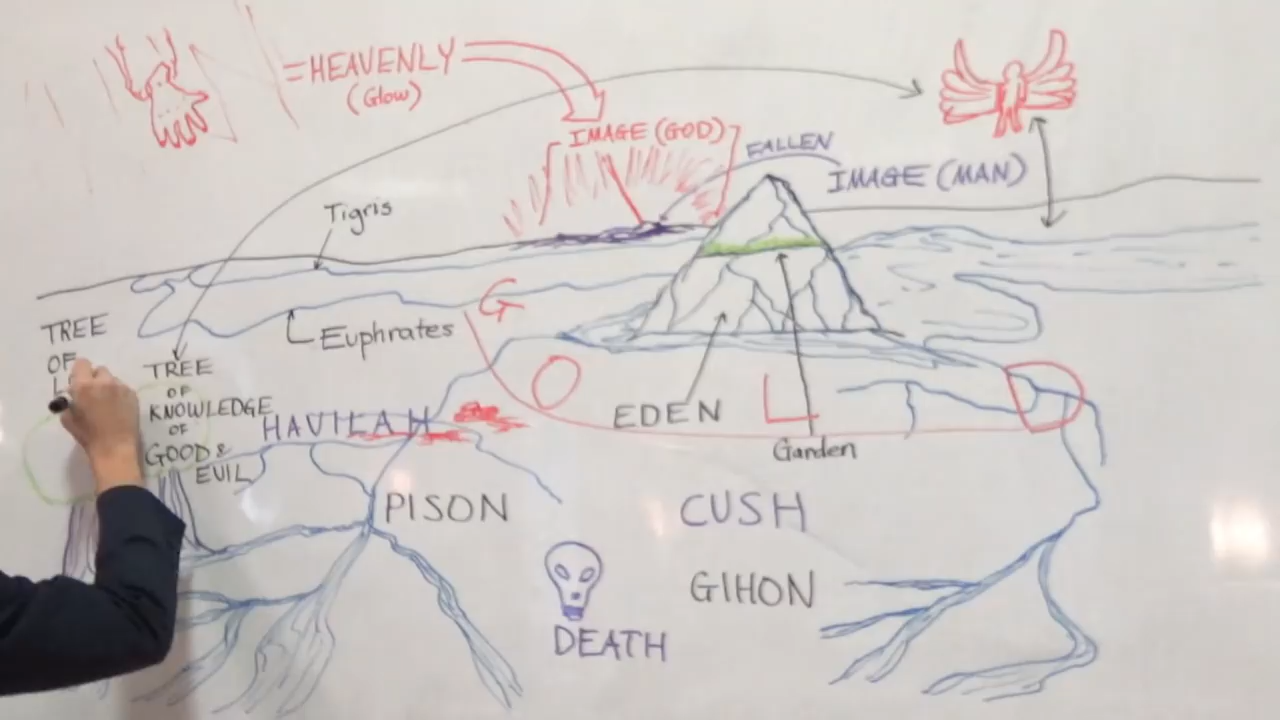 = HEAVENLY
(Glow)
IMAGE (GOD)
FALLEN
IMAGE (MAN)
Tigris
G
Euphrates
TREE
OF
L
TREE
OF
KNOWLEDGE
OF
GOOD &
EVIL
HAVILAH
O
EDEN
L
Garden
PISON
CUSH
GIHON
DEATH